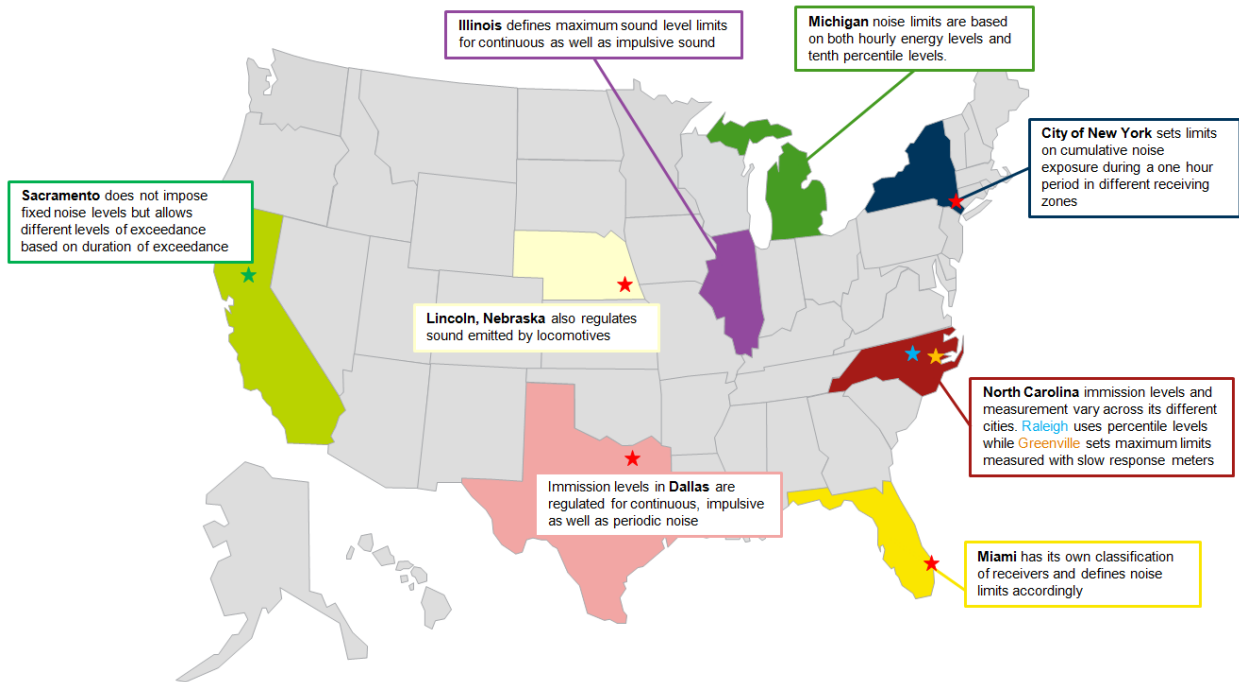 Illinois defines maximum sound level limits
for continuous as well as impulsive sound
Michigan noise limits are based
on both hourly energy levels and
tenth percentile levels.
City of New York sets limits
on cumulative noise
exposure during a one hour
period in different receiving
zones
Sacramento does not impose
fixed noise levels but allows
different levels of exceedance
based on duration of exceedance
Lincoln, Nebraska also regulates
sound emitted by locomotives
North Carolina immission levels and
measurement vary across its different
cities. Raleigh uses percentile levels
while Greenville sets maximum limits
measured with slow response meters
Immission levels in Dallas are
regulated for continuous, impulsive
as well as periodic noise
Miami has its own classification
of receivers and defines noise
limits accordingly